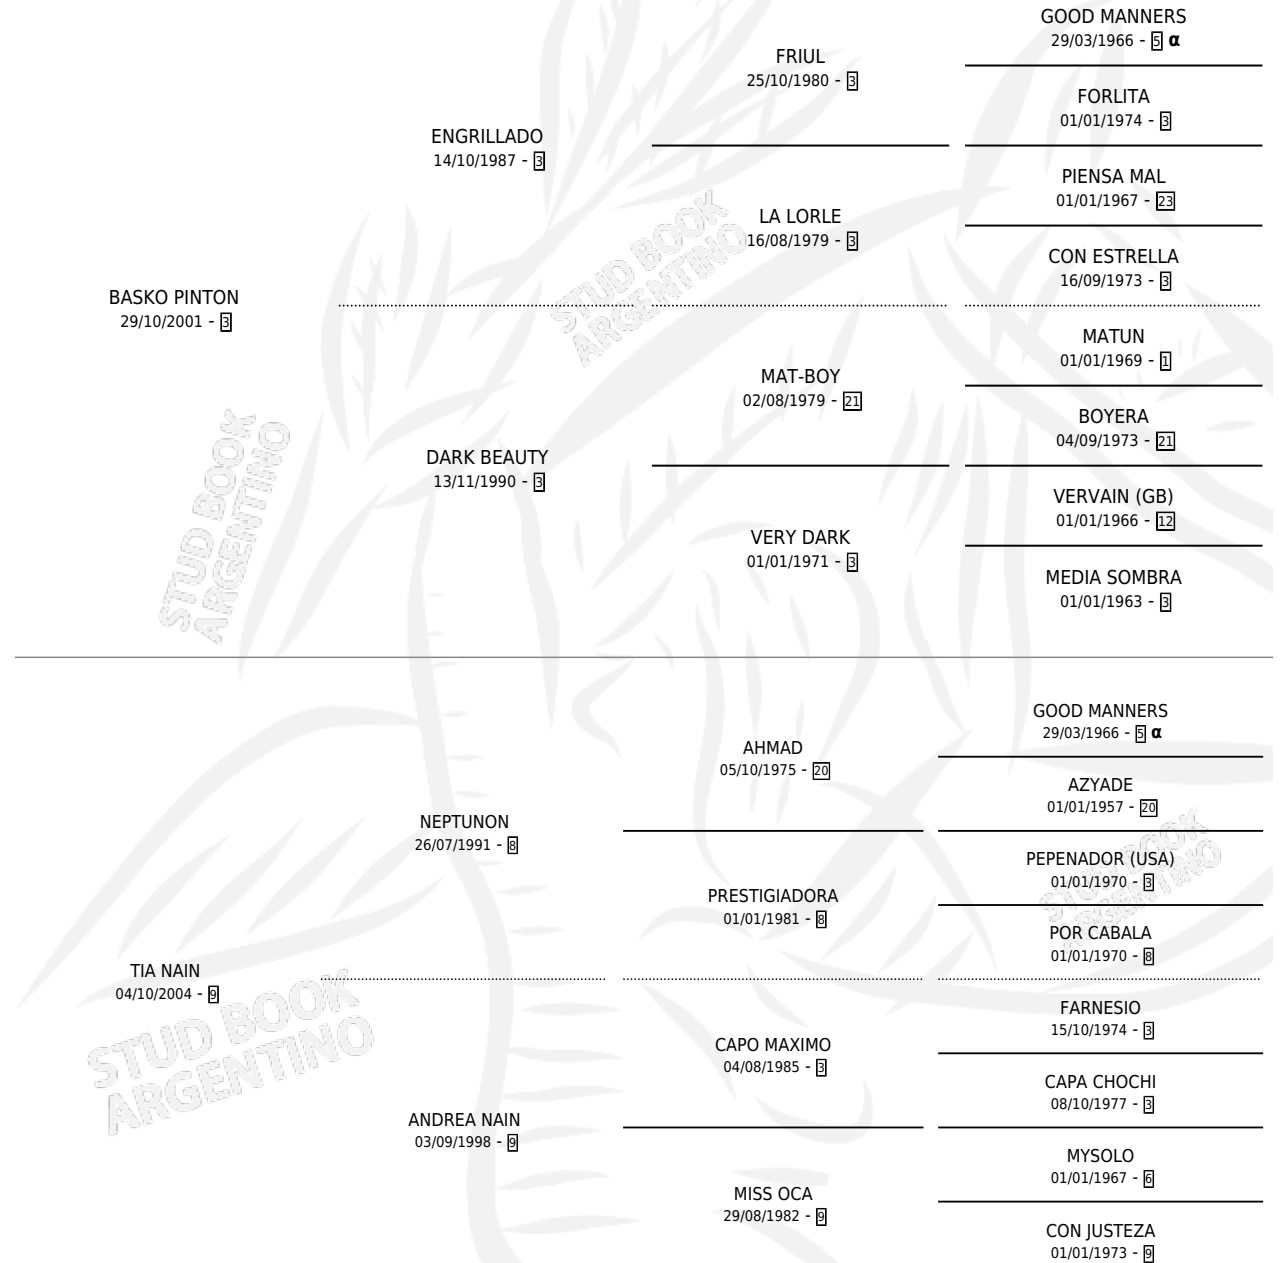 GOOD MANNERS
29/03/1966 - 5 α
FRIUL
25/10/1980 - 3
FORLITA
01/01/1974 - 3
ENGRILLADO
14/10/1987 - 3
PIENSA MAL
01/01/1967 - 23
LA LORLE
16/08/1979 - 3
CON ESTRELLA
16/09/1973 - 3
BASKO PINTON
29/10/2001 - 3
MATUN
01/01/1969 - 1
MAT-BOY
02/08/1979 - 21
BOYERA
04/09/1973 - 21
DARK BEAUTY
13/11/1990 - 3
VERVAIN (GB)
01/01/1966 - 12
VERY DARK
01/01/1971 - 3
MEDIA SOMBRA
01/01/1963 - 3
STUD BOOK
ARGENTINO
STUD BOOK
ARGENTINO
GOOD MANNERS
29/03/1966 - 5 α
AHMAD
05/10/1975 - 20
AZYADE
01/01/1957 - 20
NEPTUNON
26/07/1991 - 8
PEPENADOR (USA)
01/01/1970 - 3
PRESTIGIADORA
01/01/1981 - 8
POR CABALA
01/01/1970 - 8
TIA NAIN
04/10/2004 - 9
FARNESIO
15/10/1974 - 3
CAPO MAXIMO
04/08/1985 - 3
CAPA CHOCHI
08/10/1977 - 3
ANDREA NAIN
03/09/1998 - 9
MYSOLO
01/01/1967 - 6
MISS OCA
29/08/1982 - 9
CON JUSTEZA
01/01/1973 - 9
STUD BOOK
ARGENTINO
STUD BOOK
ARGENTINO